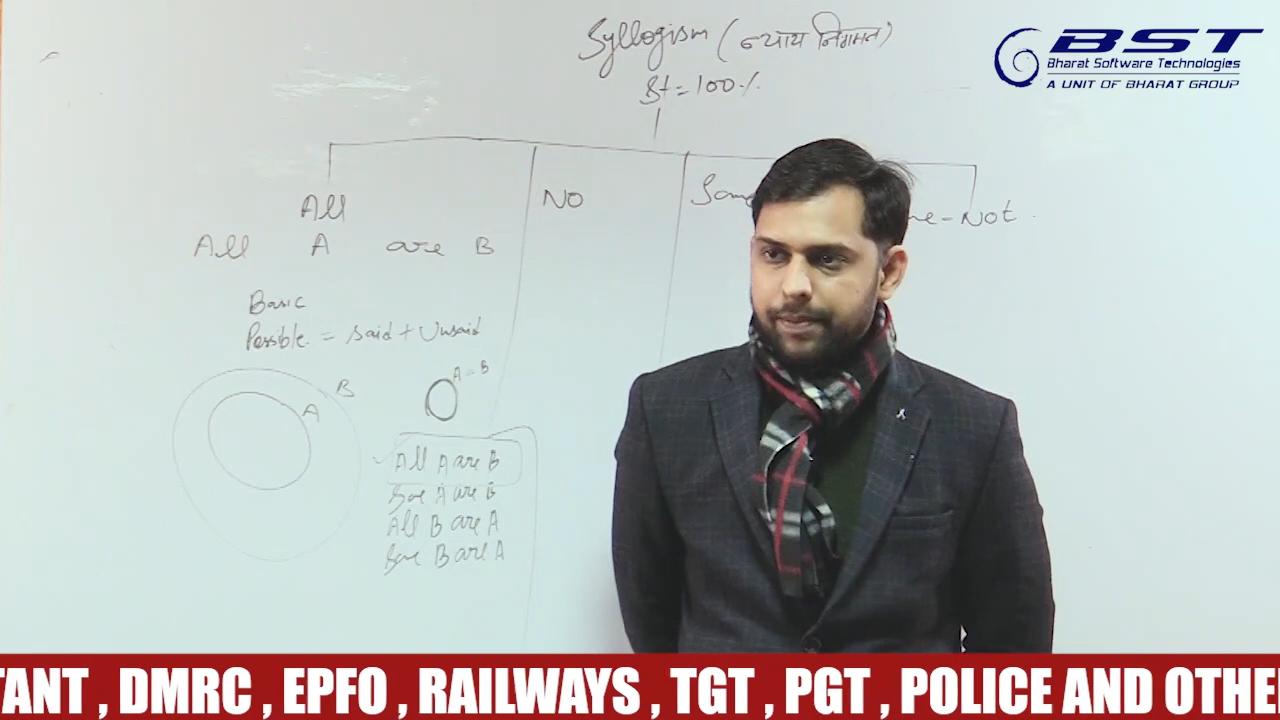 Syllogism (न्याय निगमन)
St = 100%
BST
Bharat Software Technologies
A UNIT OF BHARAT GROUP
All
NO
Some
me-Not
All A are B
Basic
Possible = said + Unsaid
B
A
A = B
All A are B
Some A are B
All B are A
Some B are A
TANT , DMRC , EPFO , RAILWAYS , TGT , PGT , POLICE AND OTHE